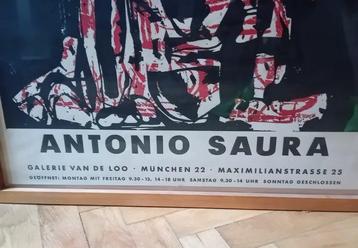 ANTONIO SAURA
GALERIE VAN DE LOO · MÜNCHEN 22 · MAXIMILIANSTRASSE 25
GEÖFFNET: MONTAG MIT FREITAG 9.30-13, 14-18 UHR SAMSTAG 9.30-14 UHR SONNTAG GESCHLOSSEN